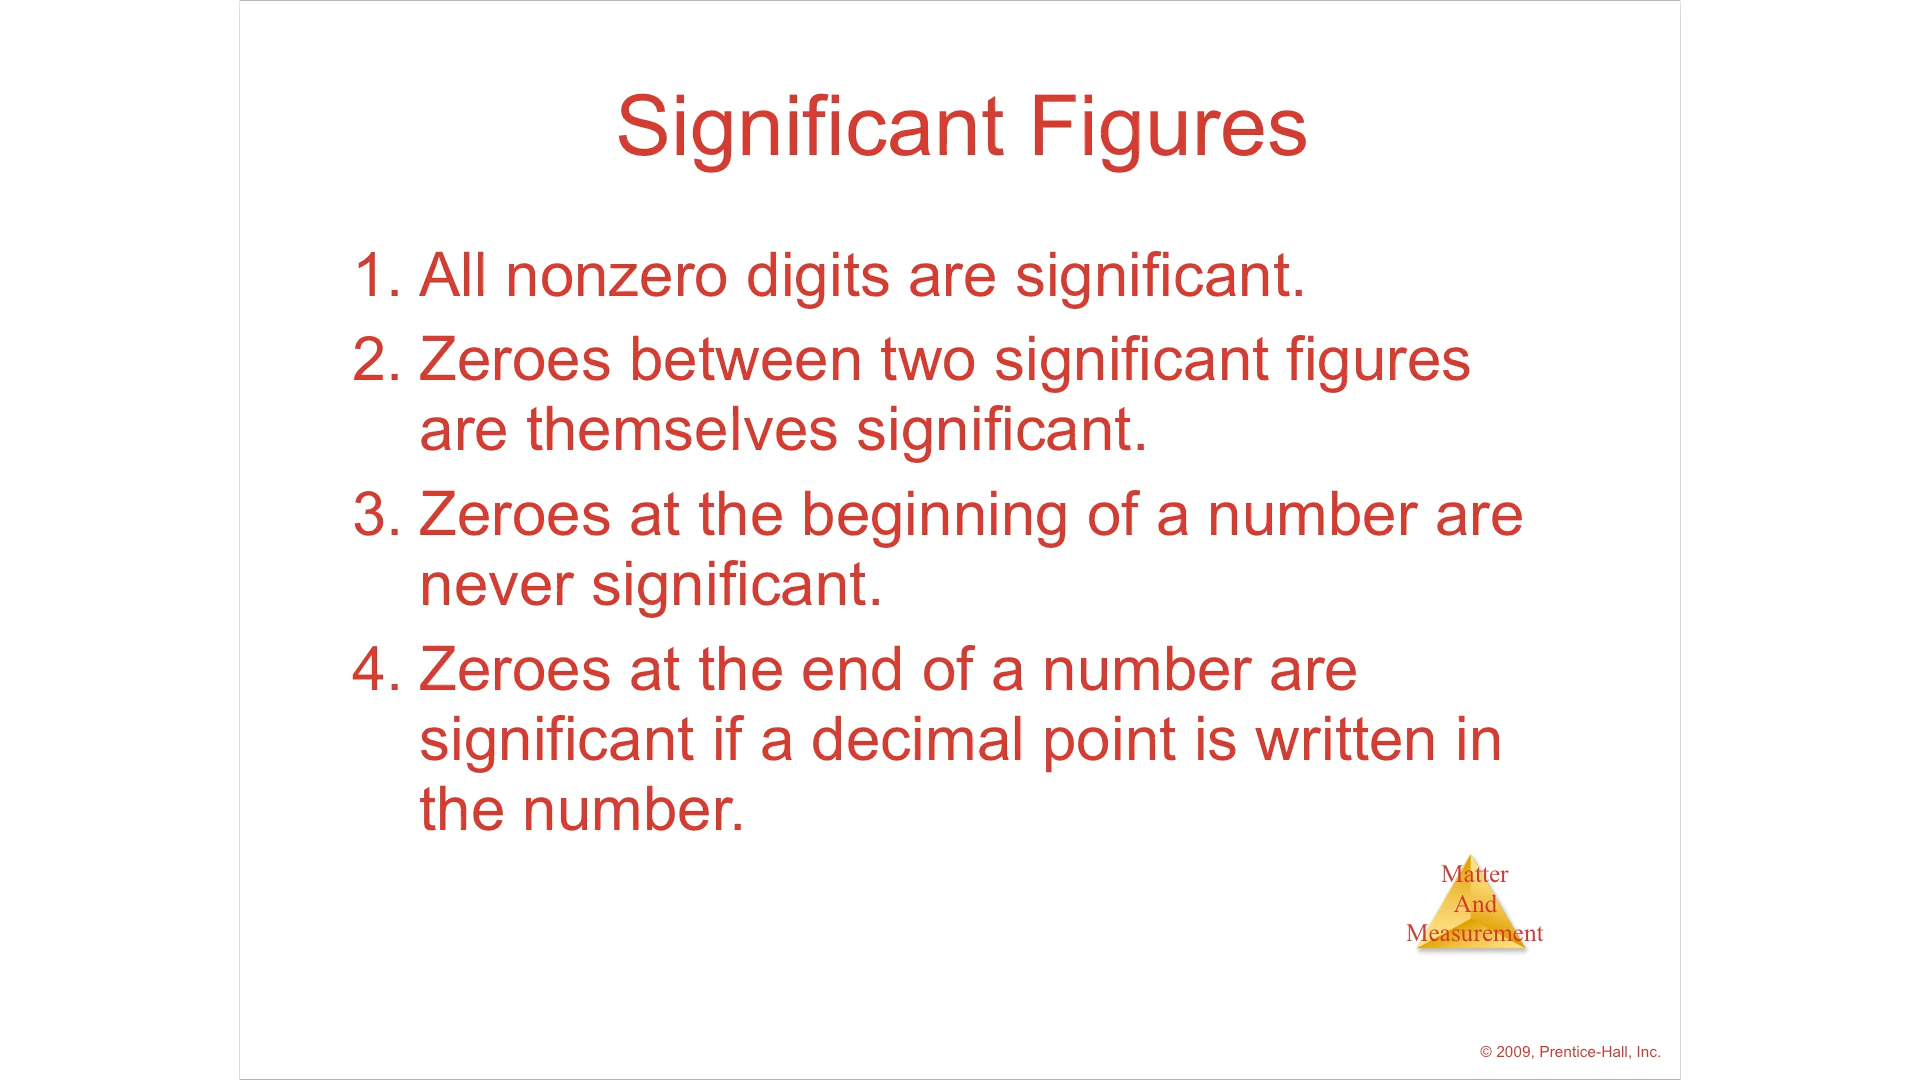 Significant Figures
1. All nonzero digits are significant.
2. Zeroes between two significant figures
are themselves significant.
3. Zeroes at the beginning of a number are
never significant.
4. Zeroes at the end of a number are
significant if a decimal point is written in
the number.
Matter
And
Measurement
© 2009, Prentice-Hall, Inc.